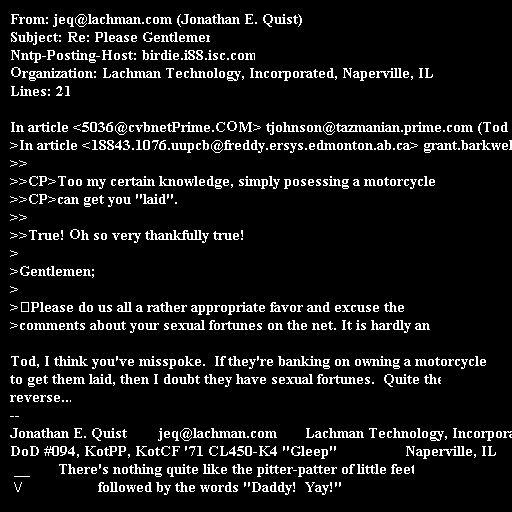 From: jeq@lachman.com (Jonathan E. Quist)
Subject: Re: Please Gentlemen
Nntp-Posting-Host: birdie.i88.isc.com
Organization: Lachman Technology, Incorporated, Naperville, IL
Lines: 21

In article <5036@cvbnetPrime.COM> tjohnson@tazmanian.prime.com (Tod
>In article <18843.1076.uupcb@freddy.ersys.edmonton.ab.ca> grant.barkwel
>>
>>CP>Too my certain knowledge, simply posessing a motorcycle
>>CP>can get you "laid".
>>
>>True! Oh so very thankfully true!
>
>Gentlemen;
>
>Please do us all a rather appropriate favor and excuse the
>comments about your sexual fortunes on the net. It is hardly an

Tod, I think you've misspoke.  If they're banking on owning a motorcycle
to get them laid, then I doubt they have sexual fortunes.  Quite the
reverse...
--
Jonathan E. Quist        jeq@lachman.com       Lachman Technology, Incorpora
DoD #094, KotPP, KotCF '71 CL450-K4 "Gleep"                  Naperville, IL
 __       There's nothing quite like the pitter-patter of little feet
 \/                   followed by the words "Daddy!  Yay!"